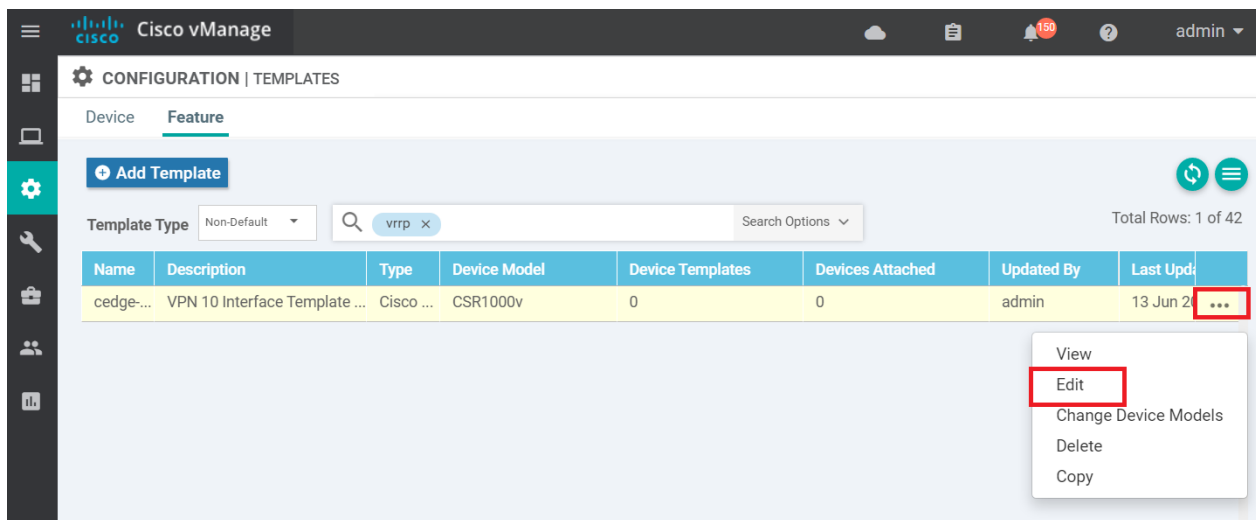 cisco Cisco vManage 150 admin
CONFIGURATION | TEMPLATES
Device Feature
Add Template
Template Type Non-Default vrrp × Search Options Total Rows: 1 of 42
Name Description Type Device Model Device Templates Devices Attached Updated By Last Upda
cedge-... VPN 10 Interface Template ... Cisco ... CSR1000v 0 0 admin 13 Jun 20 ...
View
Edit
Change Device Models
Delete
Copy